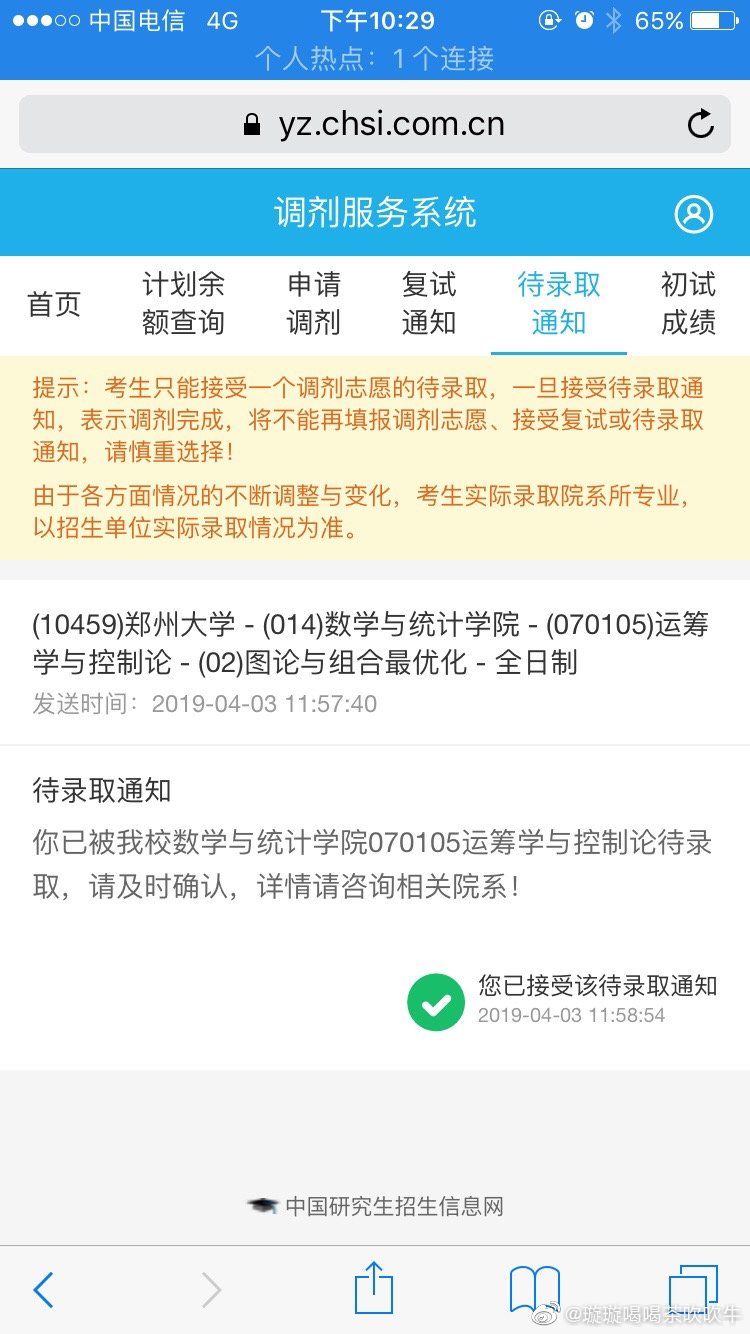 中国电信 4G 下午10:29 65%
个人热点：1 个连接
yz.chsi.com.cn
调剂服务系统
首页 计划余额查询 申请调剂 复试通知 待录取通知 初试成绩
提示：考生只能接受一个调剂志愿的待录取，一旦接受待录取通
知，表示调剂完成，将不能再填报调剂志愿、接受复试或待录取
通知，请慎重选择！
由于各方面情况的不断调整与变化，考生实际录取院系所专业，
以招生单位实际录取情况为准。
(10459)郑州大学 - (014)数学与统计学院 - (070105)运筹
学与控制论 - (02)图论与组合最优化 - 全日制
发送时间：2019-04-03 11:57:40
待录取通知
你已被我校数学与统计学院070105运筹学与控制论待录
取，请及时确认，详情请咨询相关院系！
您已接受该待录取通知
2019-04-03 11:58:54
中国研究生招生信息网
@璇璇喝喝茶吹吹牛